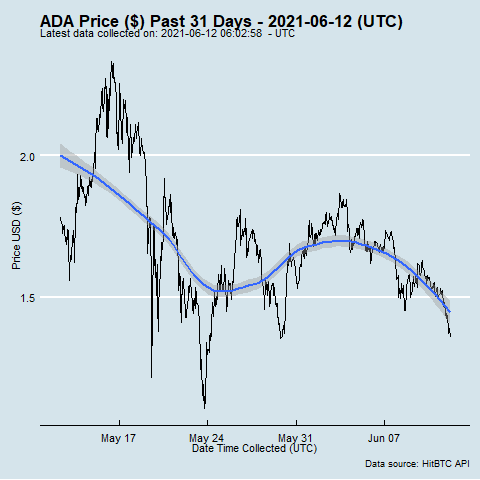 ADA Price ($) Past 31 Days - 2021-06-12 (UTC)
Latest data collected on: 2021-06-12 06:02:58 - UTC
2.0
1.5
Price USD ($)
May 17 May 24 May 31 Jun 07
Date Time Collected (UTC)
Data source: HitBTC API